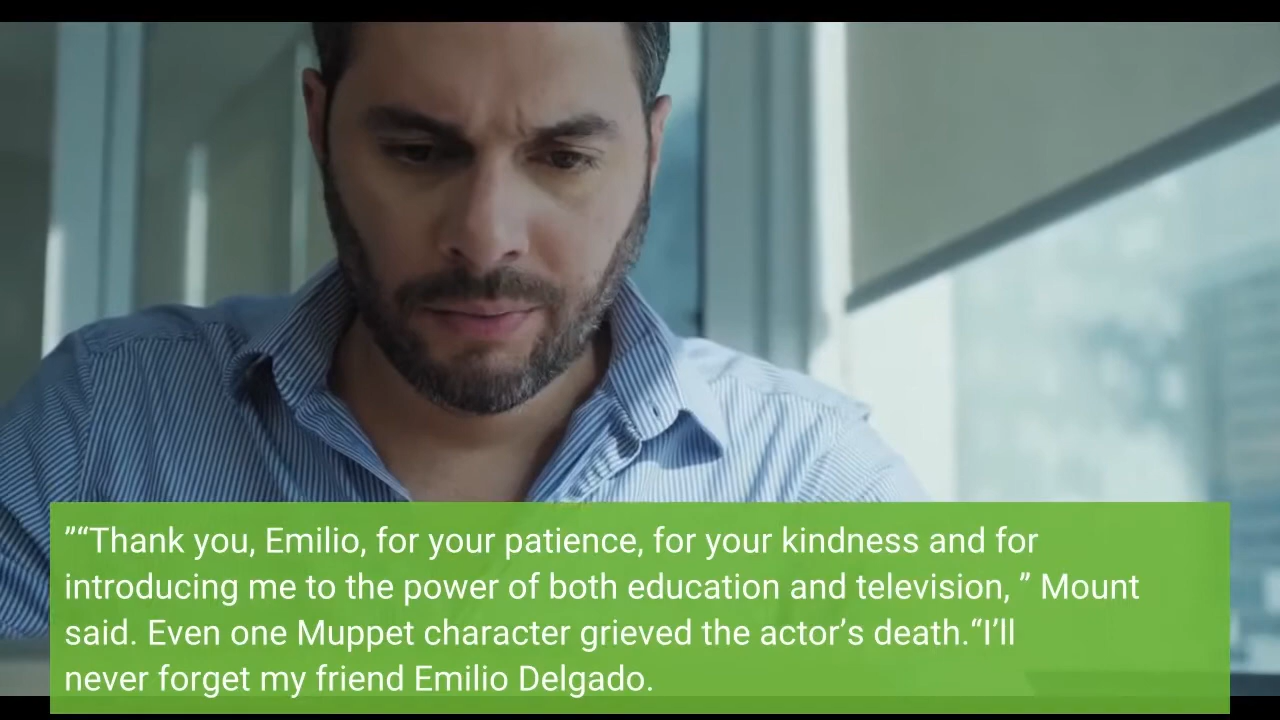 ”“Thank you, Emilio, for your patience, for your kindness and for
introducing me to the power of both education and television, ” Mount
said. Even one Muppet character grieved the actor’s death.“I’ll
never forget my friend Emilio Delgado.